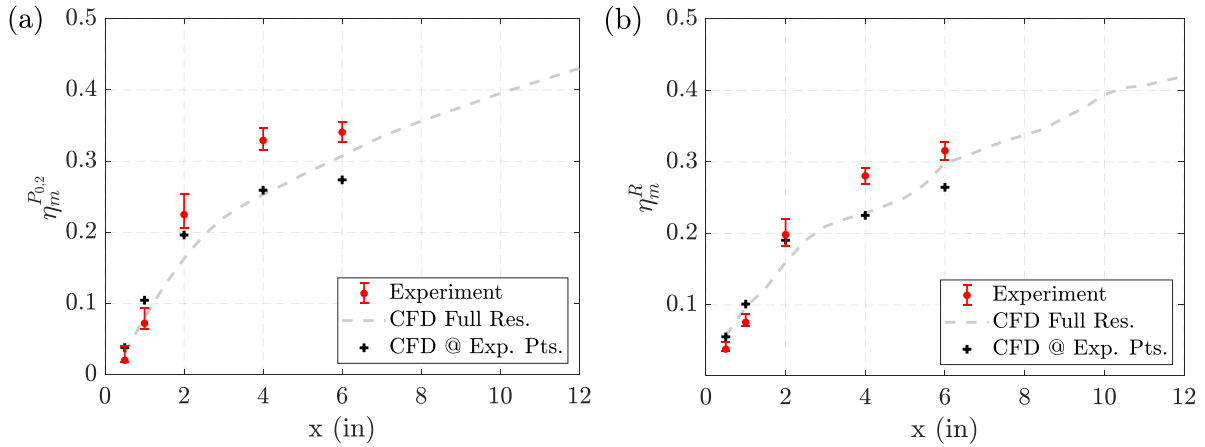 (a)
0.5
0.4
0.3
0.2
0.1
0
η_m^{P_{0,2}}
0 2 4 6 8 10 12
x (in)
Experiment
CFD Full Res.
CFD @ Exp. Pts.
(b)
0.5
0.4
0.3
0.2
0.1
η_m^R
0 2 4 6 8 10 12
x (in)
Experiment
CFD Full Res.
CFD @ Exp. Pts.